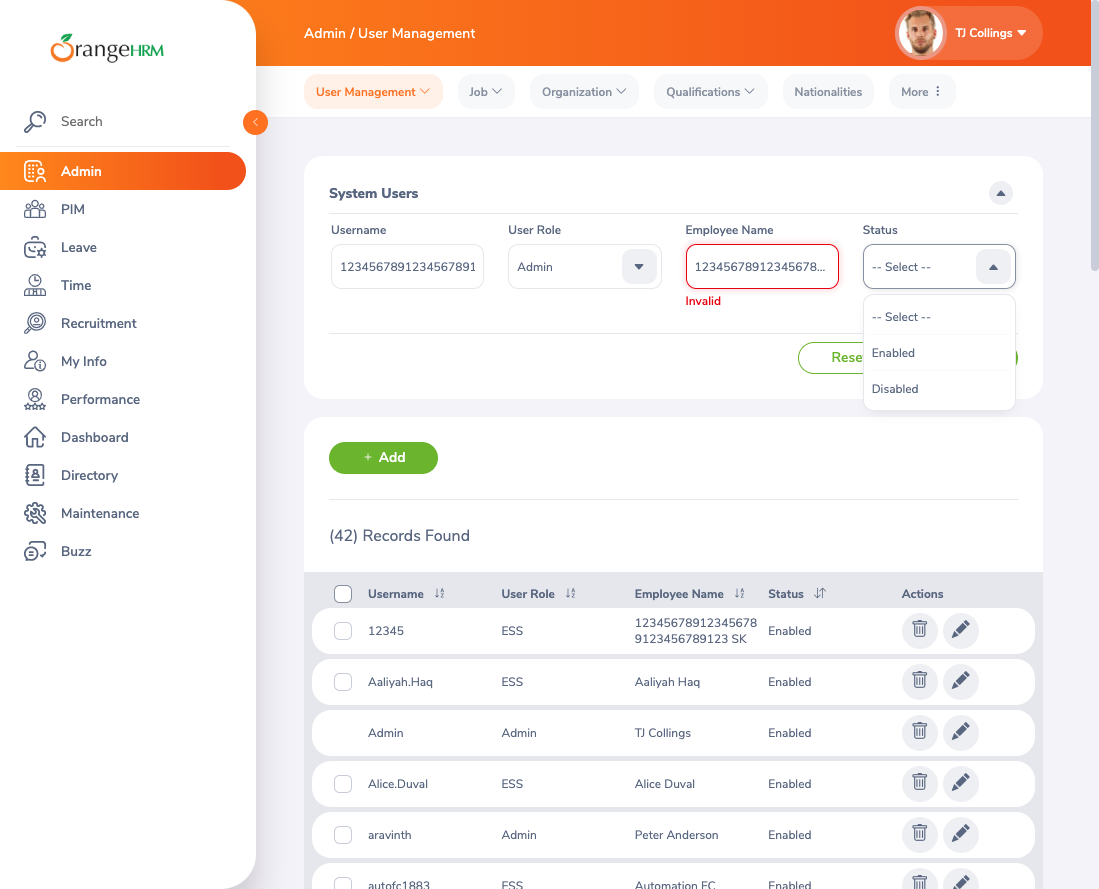 OrangeHRM
Admin / User Management
TJ Collings
User Management
Job
Organization
Qualifications
Nationalities
More
Search
Admin
PIM
Leave
Time
Recruitment
My Info
Performance
Dashboard
Directory
Maintenance
Buzz
System Users
Username
User Role
Employee Name
Status
1234567891234567891
Admin
12345678912345678...
-- Select --
Invalid
-- Select --
Enabled
Disabled
Rese
+ Add
(42) Records Found
Username User Role Employee Name Status Actions
12345 ESS 12345678912345678 Enabled
9123456789123 SK
Aaliyah.Haq ESS Aaliyah Haq Enabled
Admin Admin TJ Collings Enabled
Alice.Duval ESS Alice Duval Enabled
aravinth Admin Peter Anderson Enabled
autofc1883 ESS Automation FC Enabled